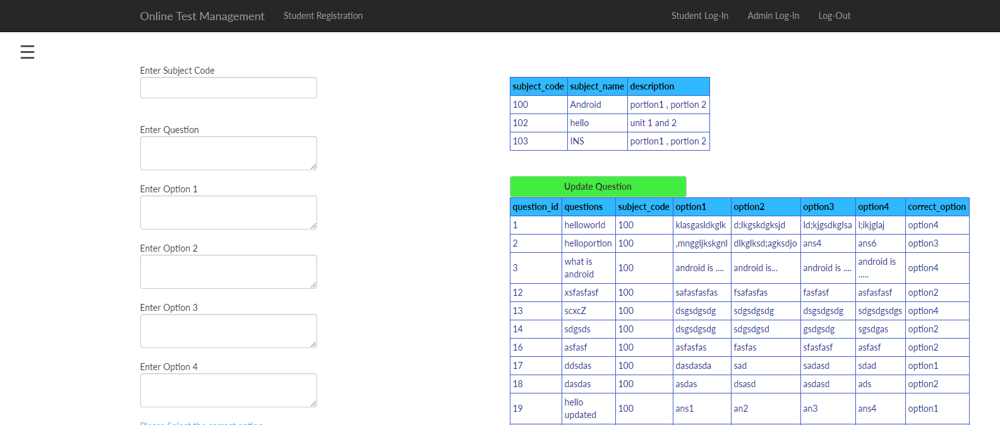 Online Test Management Student Registration Student Log-In Admin Log-In Log-Out
Enter Subject Code
Enter Question
Enter Option 1
Enter Option 2
Enter Option 3
Enter Option 4
Please Select the correct option
subject_code subject_name description
100 Android portion1 , portion 2
102 hello unit 1 and 2
103 INS portion1 , portion 2
Update Question
question_id questions subject_code option1 option2 option3 option4 correct_option
1 helloworld 100 klasgasldkglk d;lkgskdgksjd ld;kjgsdkglsa l;ikjglaj option4
2 helloportion 100 ,mnggljkskgnl dlkglksd;agksdjo ans4 ans6 option3
3 what is android 100 android is .... android is... android is .... android is ..... option4
12 xsfasfasf 100 safasfasfas fsafasfas fasfasf asfasfasf option2
13 scxcZ 100 dsgsdgsdg sdgsdgsdg dsgsdgsdg sdgsdgsdgs option4
14 sdgsds 100 dsgsdgsdg sdgsdgsd gsdgsdg sgsdgas option2
16 asfasf 100 asfasfas fasfas sfasfasf asfasf option2
17 ddsdas 100 dasdasda sad sadasd sdad option1
18 dasdas 100 asdas dsasd asdasd ads option2
19 hello updated 100 ans1 an2 an3 ans4 option1